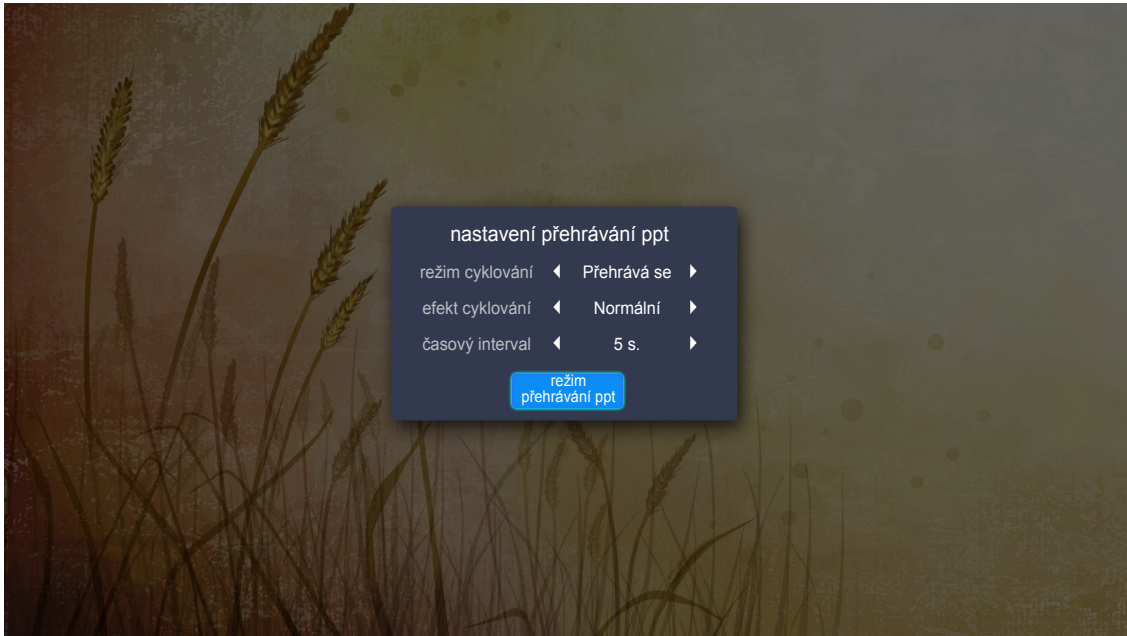 nastavení přehrávání ppt
režim cyklování Přehrává se
efekt cyklování Normální
časový interval 5 s.
režim
přehrávání ppt